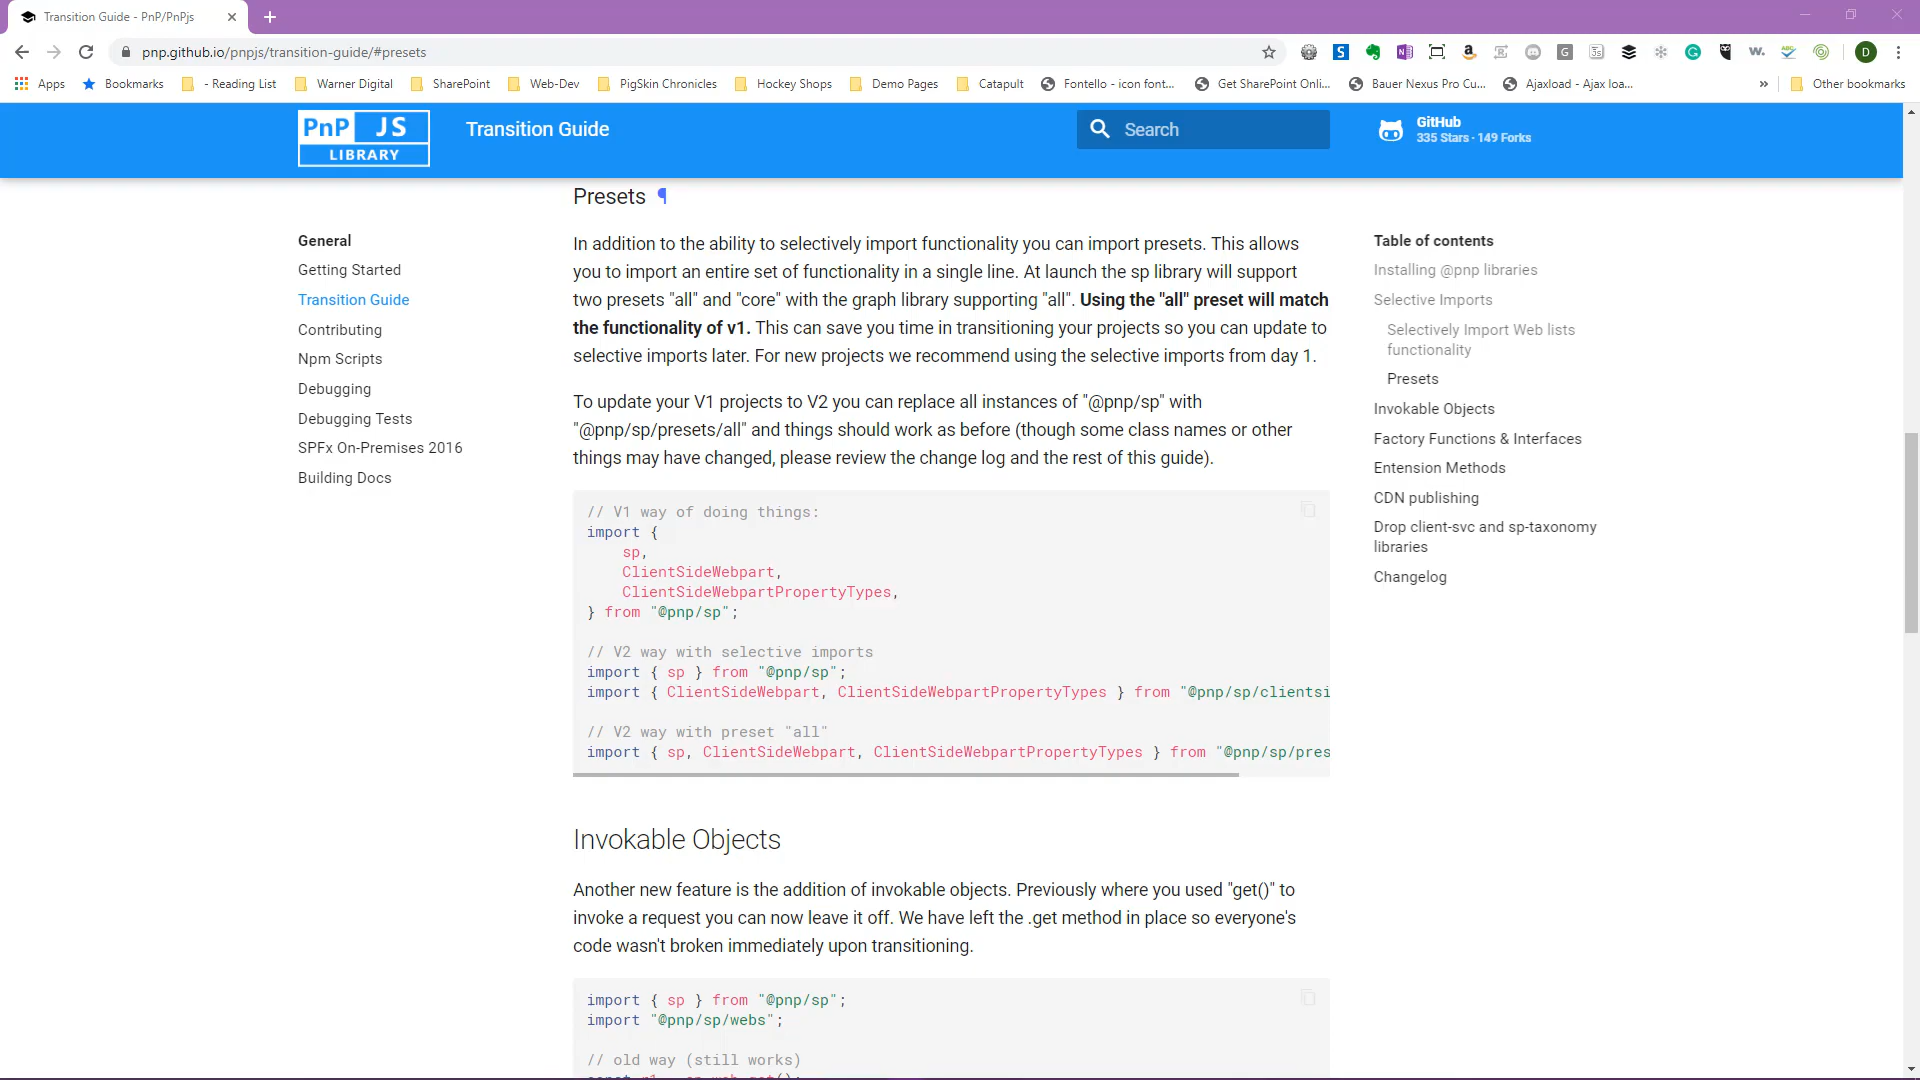 Transition Guide - PnP/PnPjs
pnp.github.io/pnpjs/transition-guide/#presets
Apps
Bookmarks
- Reading List
Warner Digital
SharePoint
Web-Dev
PigSkin Chronicles
Hockey Shops
Demo Pages
Catapult
Fontello - icon font...
Get SharePoint Onli...
Bauer Nexus Pro Cu...
Ajaxload - Ajax loa...
»
Other bookmarks
PnP JS
LIBRARY
Transition Guide
Search
GitHub
335 Stars · 149 Forks
General
Getting Started
Transition Guide
Contributing
Npm Scripts
Debugging
Debugging Tests
SPFx On-Premises 2016
Building Docs
Presets ¶
In addition to the ability to selectively import functionality you can import presets. This allows
you to import an entire set of functionality in a single line. At launch the sp library will support
two presets "all" and "core" with the graph library supporting "all". Using the "all" preset will match
the functionality of v1. This can save you time in transitioning your projects so you can update to
selective imports later. For new projects we recommend using the selective imports from day 1.
To update your V1 projects to V2 you can replace all instances of "@pnp/sp" with
"@pnp/sp/presets/all" and things should work as before (though some class names or other
things may have changed, please review the change log and the rest of this guide).
// V1 way of doing things:
import {
sp,
ClientSideWebpart,
ClientSideWebpartPropertyTypes,
} from "@pnp/sp";
// V2 way with selective imports
import { sp } from "@pnp/sp";
import { ClientSideWebpart, ClientSideWebpartPropertyTypes } from "@pnp/sp/clientsi
// V2 way with preset "all"
import { sp, ClientSideWebpart, ClientSideWebpartPropertyTypes } from "@pnp/sp/pres
Invokable Objects
Another new feature is the addition of invokable objects. Previously where you used "get()" to
invoke a request you can now leave it off. We have left the .get method in place so everyone's
code wasn't broken immediately upon transitioning.
import { sp } from "@pnp/sp";
import "@pnp/sp/webs";
// old way (still works)
Table of contents
Installing @pnp libraries
Selective Imports
Selectively Import Web lists
functionality
Presets
Invokable Objects
Factory Functions & Interfaces
Extension Methods
CDN publishing
Drop client-svc and sp-taxonomy
libraries
Changelog